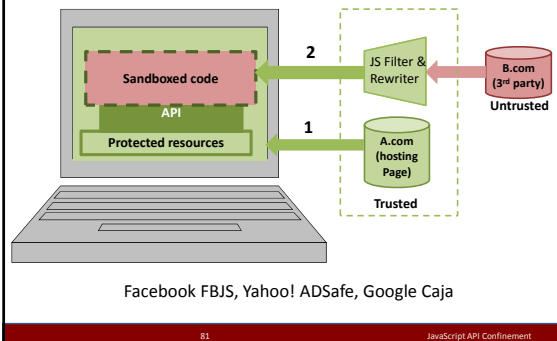 2
JS Filter &
Rewriter
B.com
(3rd party)
Untrusted
Sandboxed code
API
Protected resources
1
A.com
(hosting
Page)
Trusted
Facebook FBJS, Yahoo! ADSafe, Google Caja
81
JavaScript API Confinement